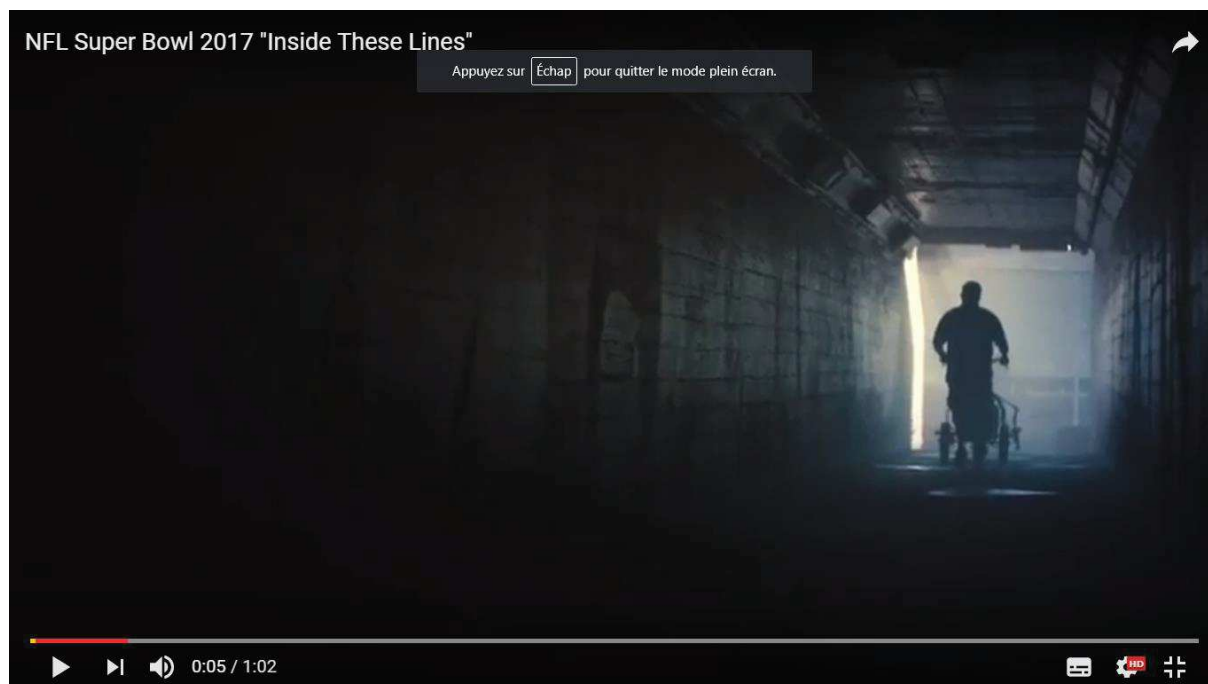 NFL Super Bowl 2017 "Inside These Lines"
Appuyez sur Échap pour quitter le mode plein écran.
0:05 / 1:02
HD